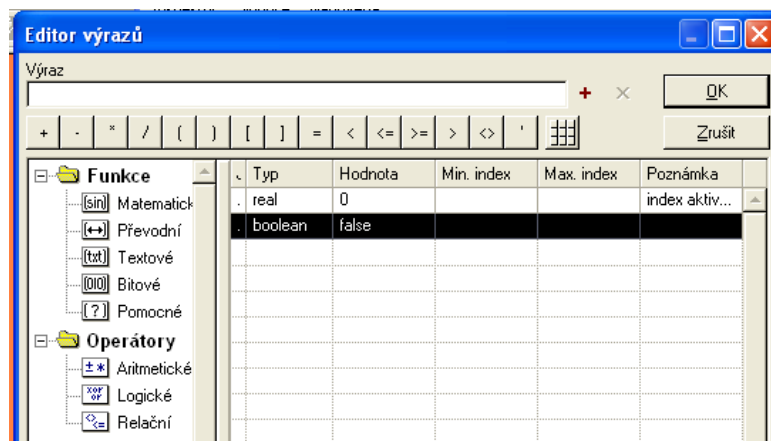 Editor výrazů
Výraz
OK
+ - * / ( ) [ ] = < <= >= > <> '
Zrušit
Funkce
Matematick
Převodní
Textové
Bitové
Pomocné
Operátory
Aritmetické
Logické
Relační
Typ Hodnota Min. index Max. index Poznámka
real 0 index aktiv...
boolean false